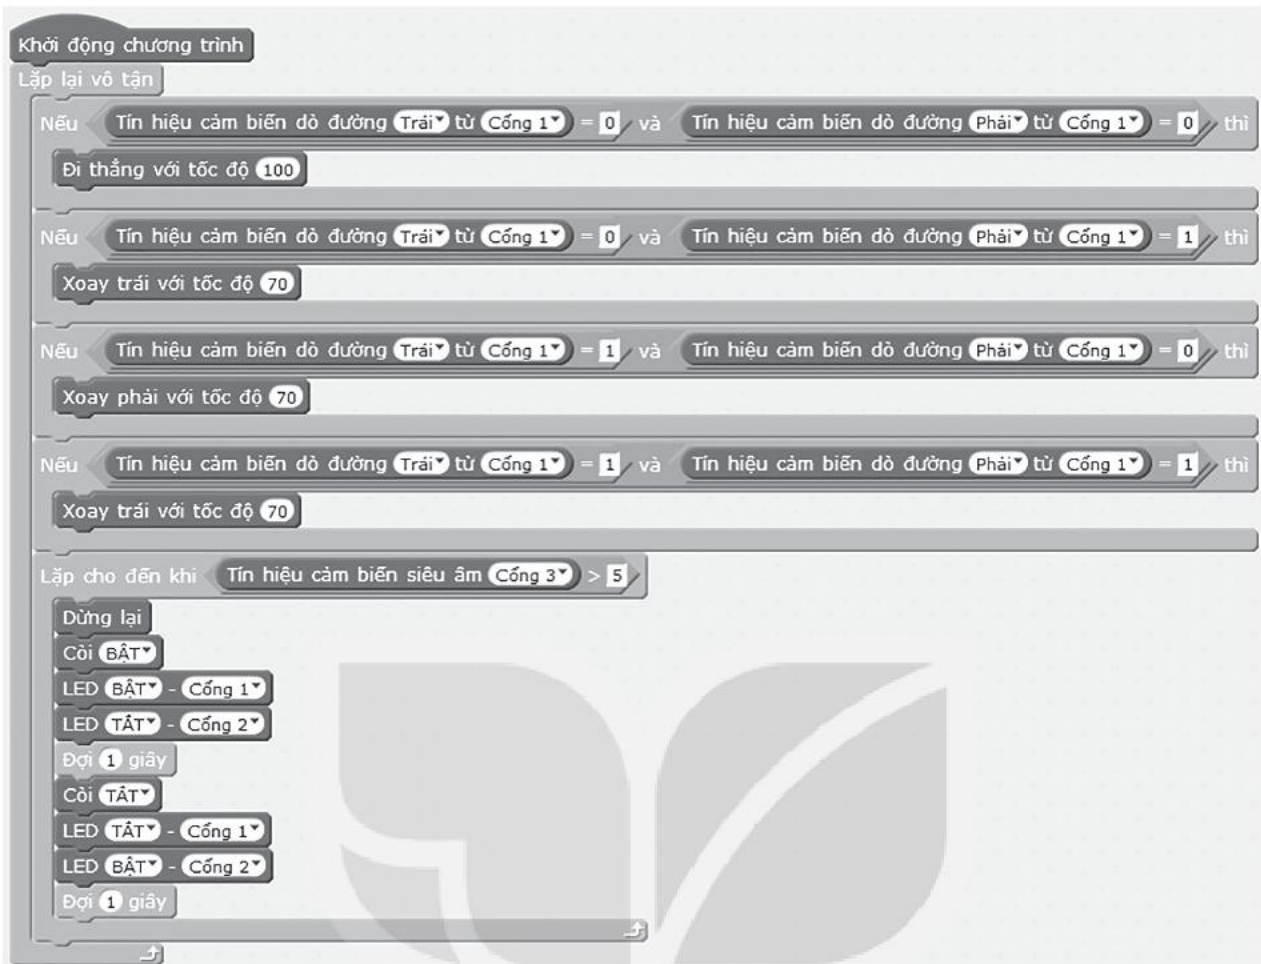 Khởi động chương trình
Lặp lại vô tận
Nếu Tín hiệu cảm biến dò đường Trái từ Cổng 1 = 0 và Tín hiệu cảm biến dò đường Phải từ Cổng 1 = 0 thì
Đi thẳng với tốc độ 100
Nếu Tín hiệu cảm biến dò đường Trái từ Cổng 1 = 0 và Tín hiệu cảm biến dò đường Phải từ Cổng 1 = 1 thì
Xoay trái với tốc độ 70
Nếu Tín hiệu cảm biến dò đường Trái từ Cổng 1 = 1 và Tín hiệu cảm biến dò đường Phải từ Cổng 1 = 0 thì
Xoay phải với tốc độ 70
Nếu Tín hiệu cảm biến dò đường Trái từ Cổng 1 = 1 và Tín hiệu cảm biến dò đường Phải từ Cổng 1 = 1 thì
Xoay trái với tốc độ 70
Lặp cho đến khi Tín hiệu cảm biến siêu âm Cổng 3 > 5
Dừng lại
Còi BẬT
LED BẬT - Cổng 1
LED TẮT - Cổng 2
Đợi 1 giây
Còi TẮT
LED TẮT - Cổng 1
LED BẬT - Cổng 2
Đợi 1 giây